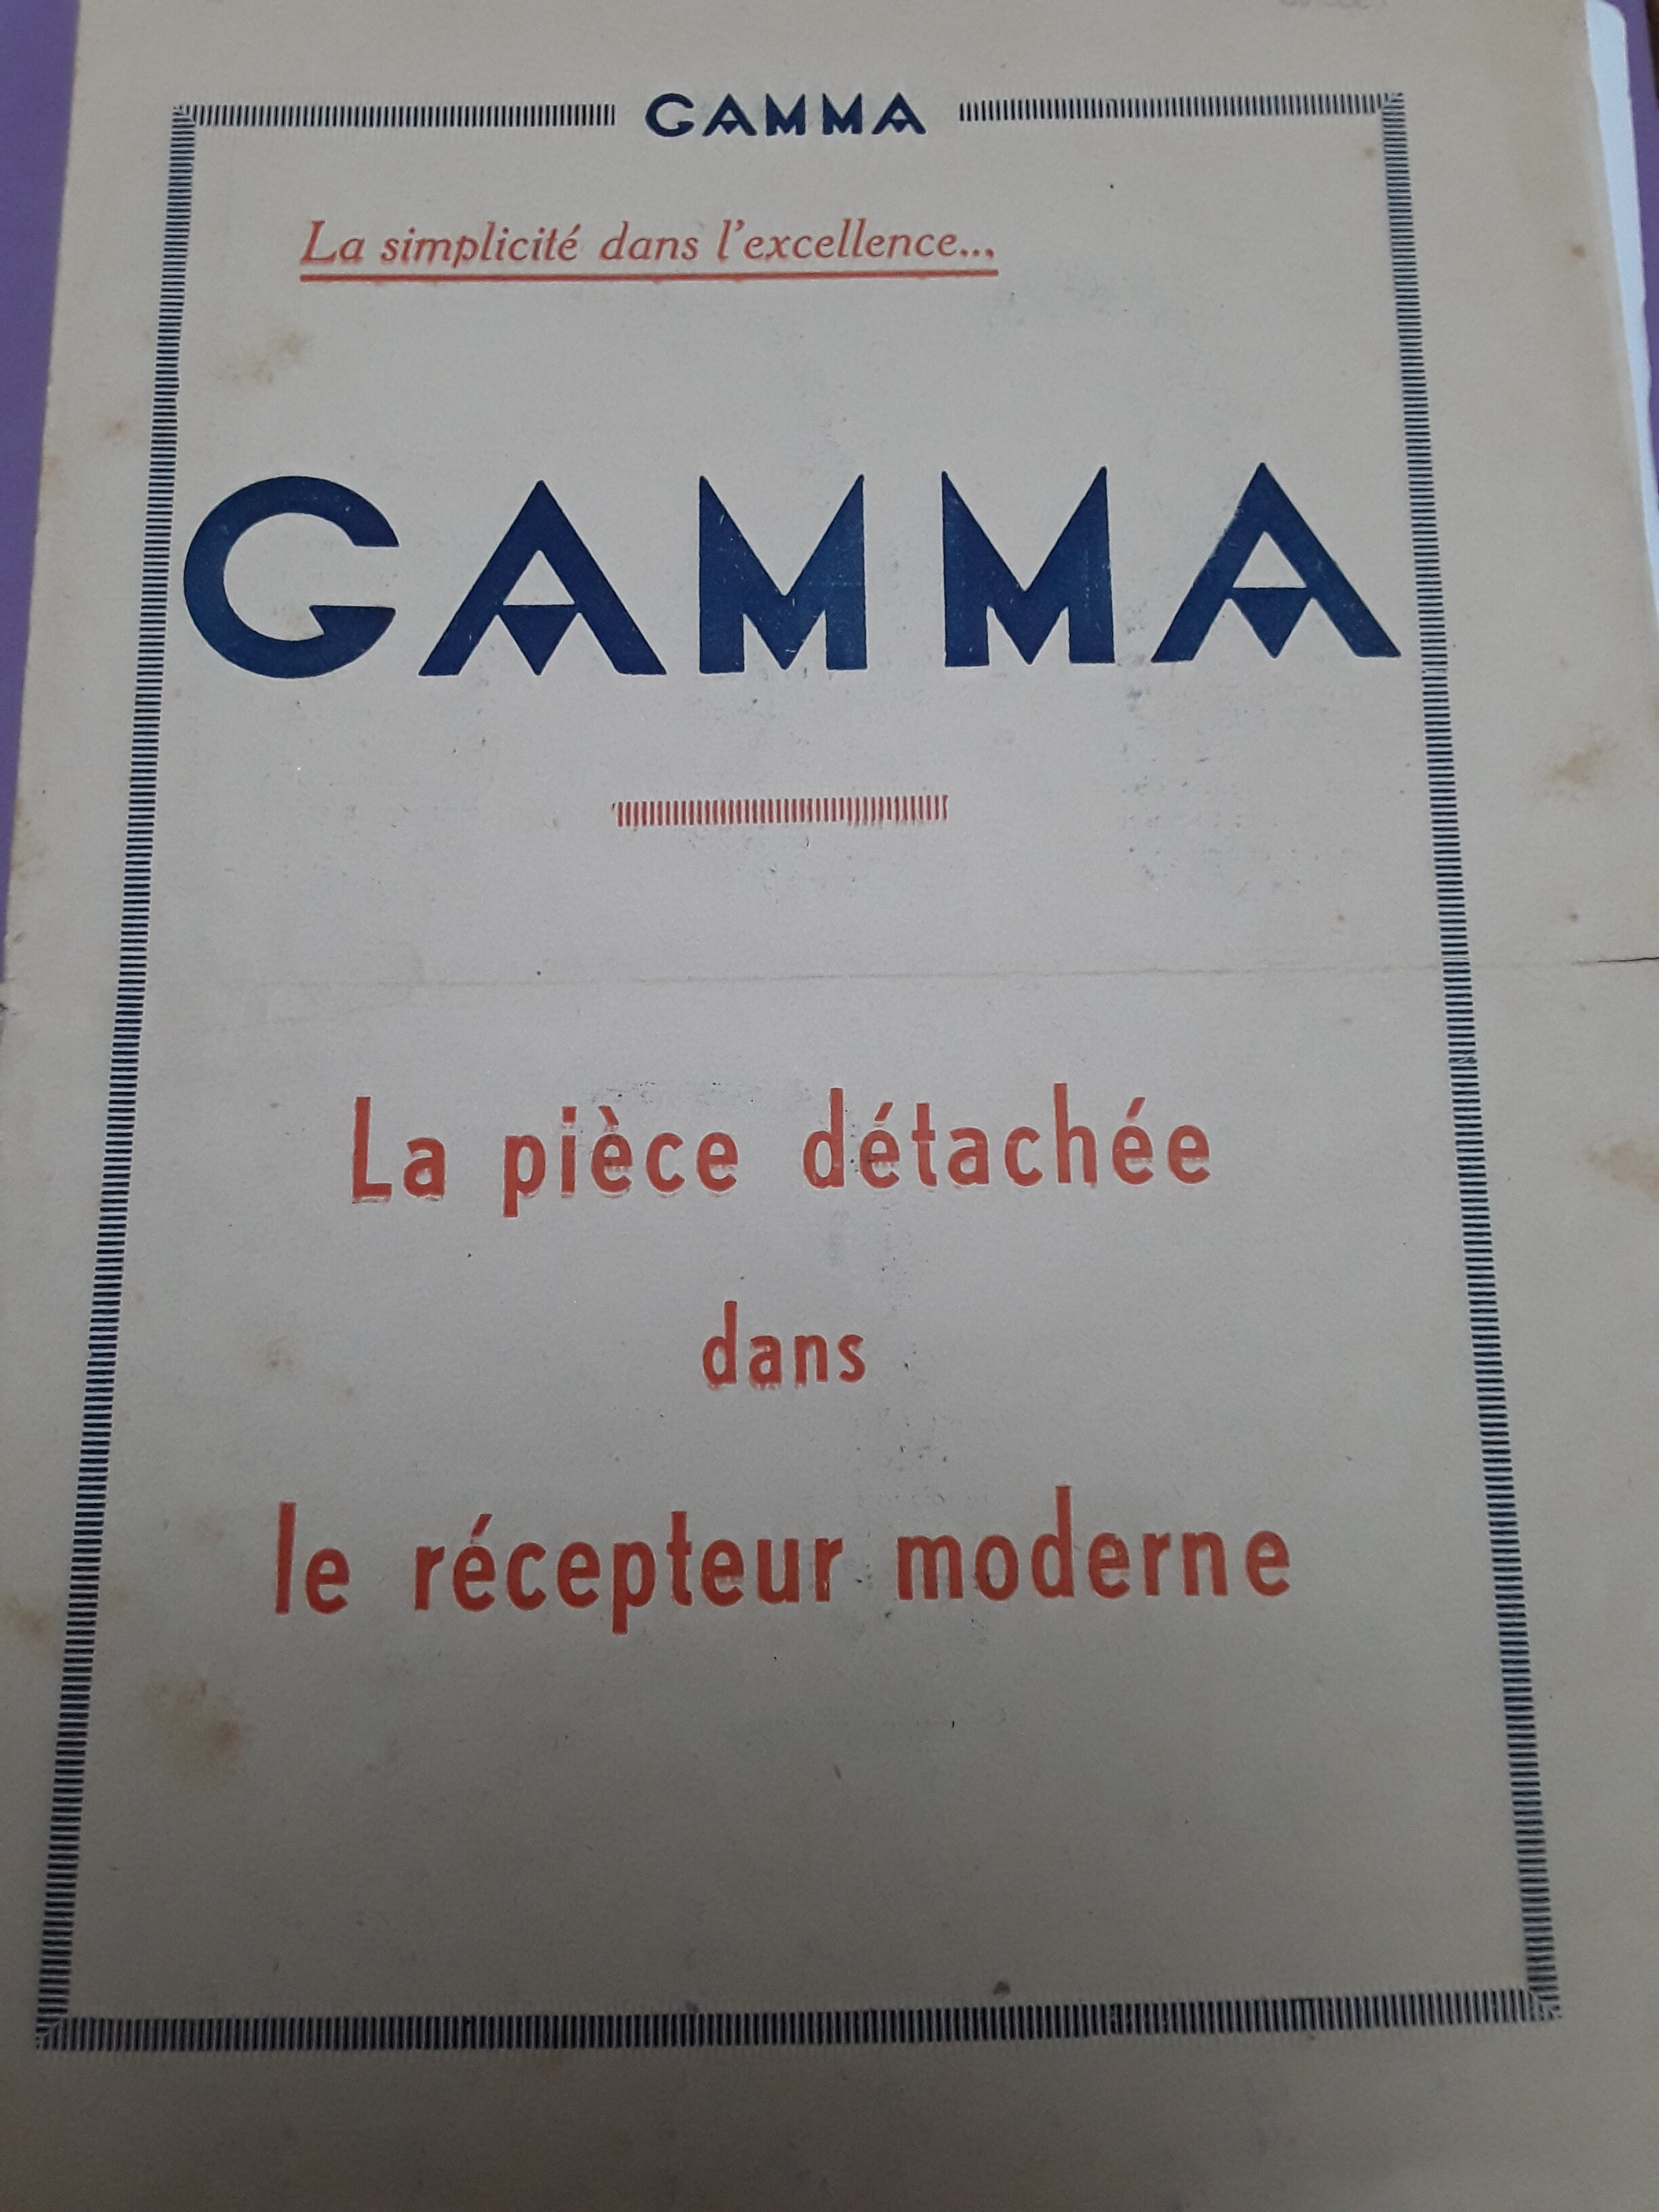 GAMMA
La simplicité dans l'excellence...
GAMMA
La pièce détachée
dans
le récepteur moderne